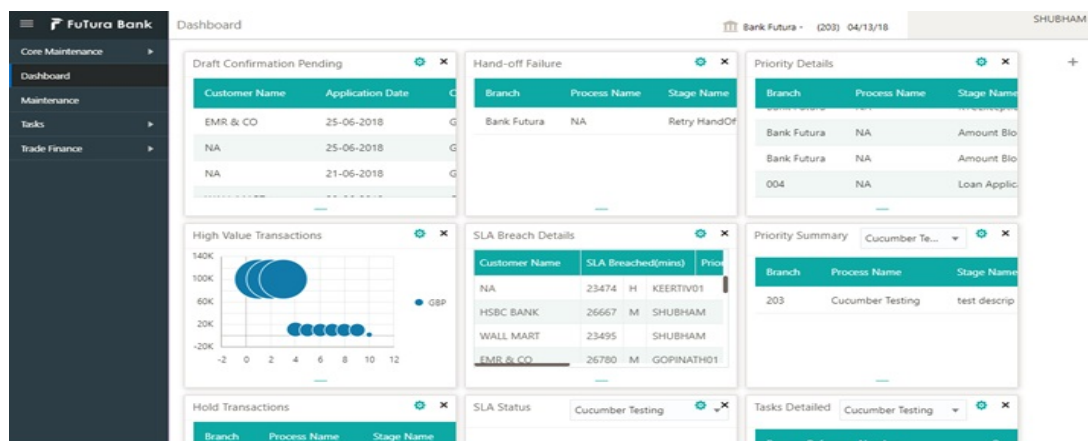 FuTura Bank
Dashboard
Bank Futura - (203) 04/13/18
SHUBHAM
Core Maintenance
Dashboard
Maintenance
Tasks
Trade Finance
Draft Confirmation Pending
Customer Name Application Date
EMR & CO 25-06-2018 G
NA 25-06-2018 G
NA 21-06-2018 G
Hand-off Failure
Branch Process Name Stage Name
Bank Futura NA Retry HandOf
Priority Details
Branch Process Name Stage Name
Bank Futura NA Amount Blo
Bank Futura NA Amount Blo
004 NA Loan Applic
High Value Transactions
140K
100K
60K
20K
-20K
-2 0 2 4 6 8 10 12
GBP
SLA Breach Details
Customer Name SLA Breached(mins) Prior
NA 23474 H KEERTIV01
HSBC BANK 26667 M SHUBHAM
WALL MART 23495 SHUBHAM
EMR & CO 26780 M GOPINATH01
Priority Summary Cucumber Te...
Branch Process Name Stage Name
203 Cucumber Testing test descrip
Hold Transactions
Branch Process Name Stage Name
SLA Status Cucumber Testing
Tasks Detailed Cucumber Testing